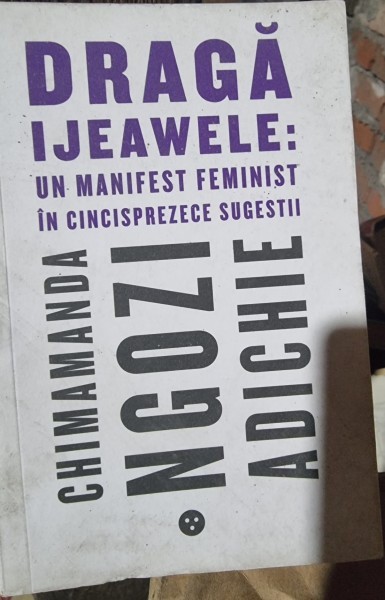 DRAGĂ
IJEAWELE:
UN MANIFEST FEMINIST
ÎN CINCISPREZECE SUGESTII
CHIMAMANDA
NGOZI
ADICHIE